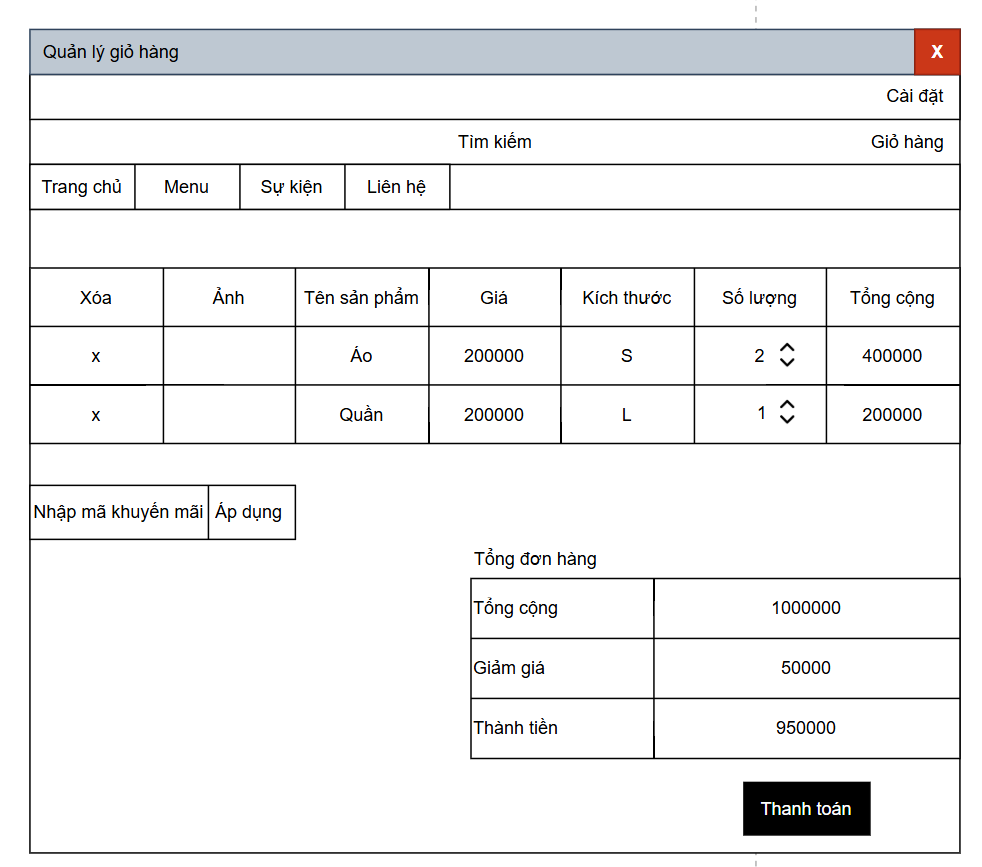 Quản lý giỏ hàng X
Cài đặt
Tìm kiếm Giỏ hàng
Trang chủ Menu Sự kiện Liên hệ
Xóa Ảnh Tên sản phẩm Giá Kích thước Số lượng Tổng cộng
x Áo 200000 S 2 400000
x Quần 200000 L 1 200000
Nhập mã khuyến mãi Áp dụng
Tổng đơn hàng
Tổng cộng 1000000
Giảm giá 50000
Thành tiền 950000
Thanh toán